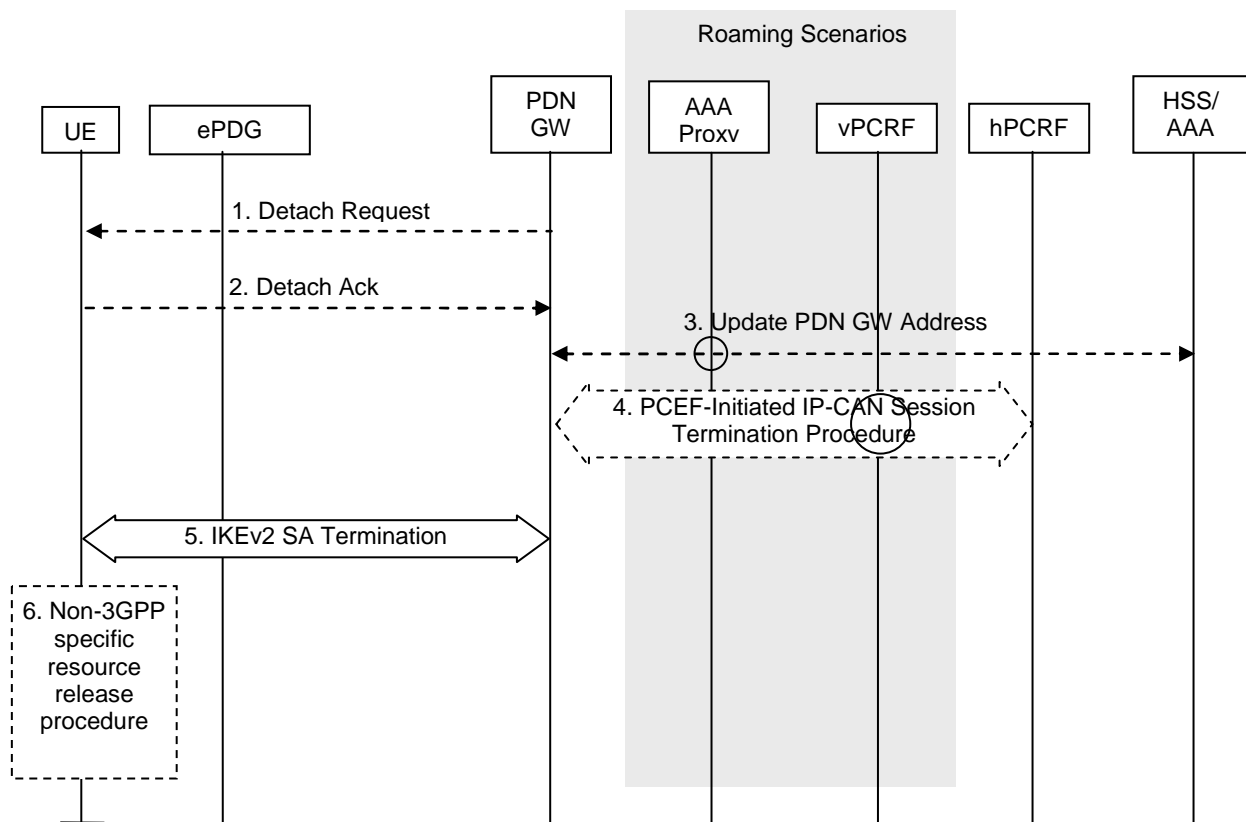 Roaming Scenarios
UE
ePDG
PDN
GW
AAA
Proxy
vPCRF
hPCRF
HSS/
AAA
1. Detach Request
2. Detach Ack
3. Update PDN GW Address
4. PCEF-Initiated IP-CAN Session
Termination Procedure
5. IKEv2 SA Termination
6. Non-3GPP
specific
resource
release
procedure